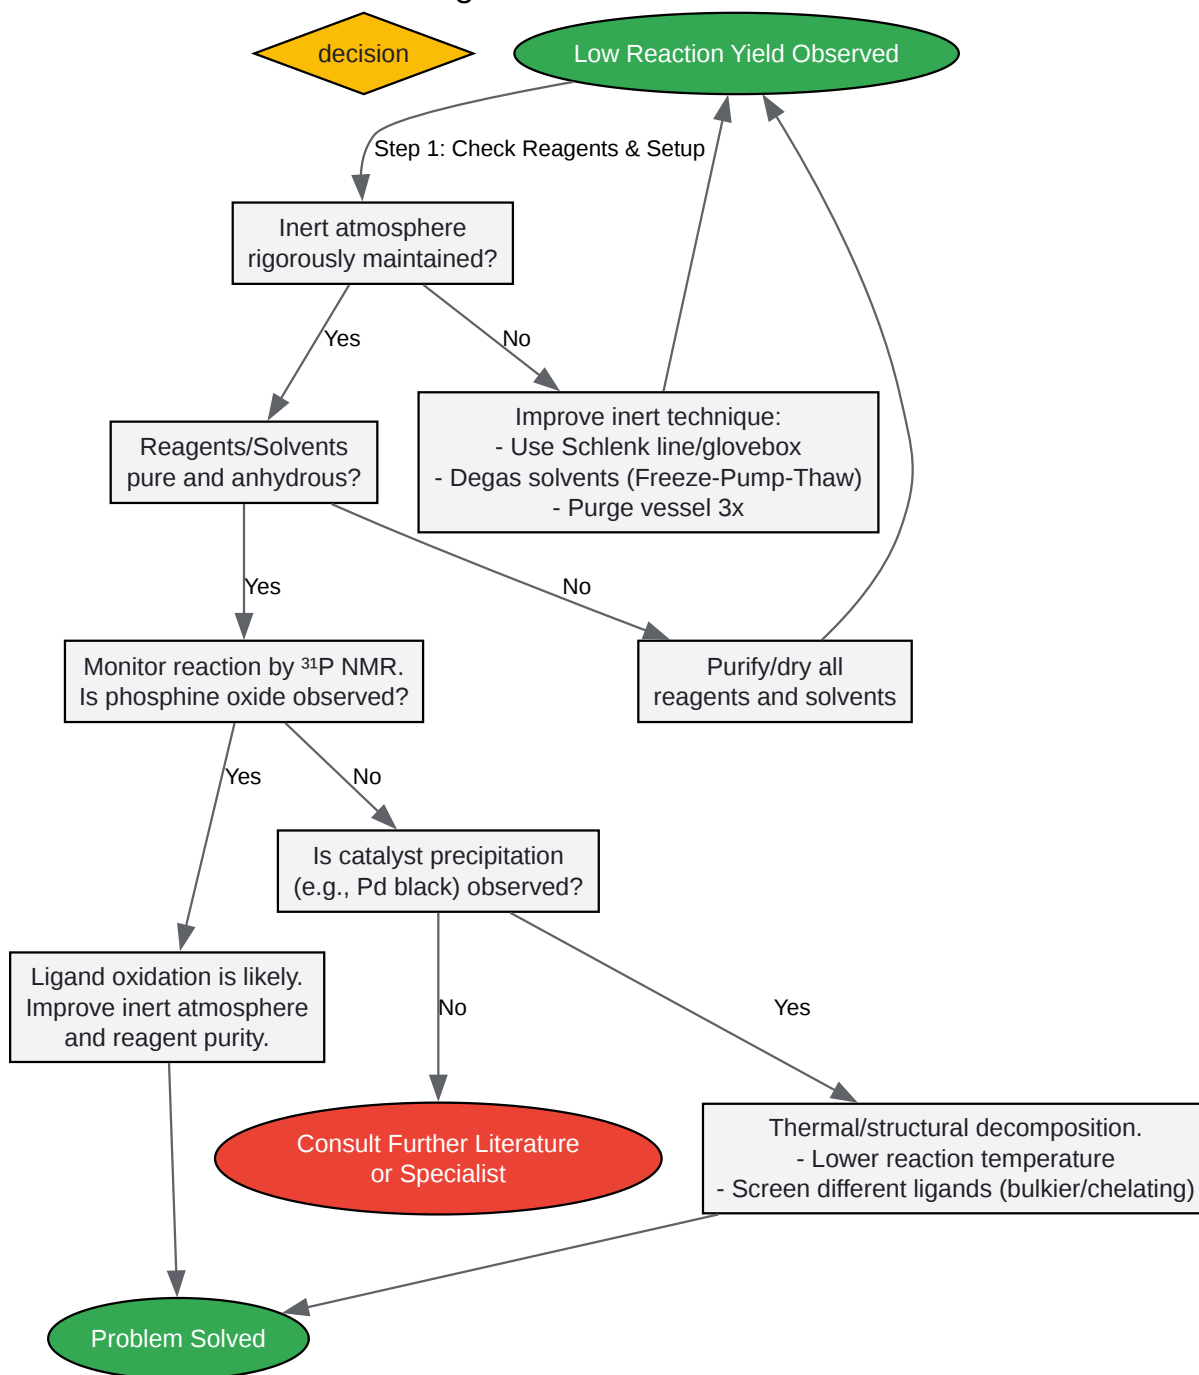 decision
Low Reaction Yield Observed
Step 1: Check Reagents & Setup
Inert atmosphere
rigorously maintained?
Yes
No
Improve inert technique:
- Use Schlenk line/glovebox
- Degas solvents (Freeze-Pump-Thaw)
- Purge vessel 3x
Reagents/Solvents
pure and anhydrous?
Yes
No
Monitor reaction by ³¹P NMR.
Is phosphine oxide observed?
Purify/dry all
reagents and solvents
Yes
No
Is catalyst precipitation
(e.g., Pd black) observed?
Ligand oxidation is likely.
Improve inert atmosphere
and reagent purity.
No
Yes
Consult Further Literature
or Specialist
Thermal/structural decomposition.
- Lower reaction temperature
- Screen different ligands (bulkier/chelating)
Problem Solved